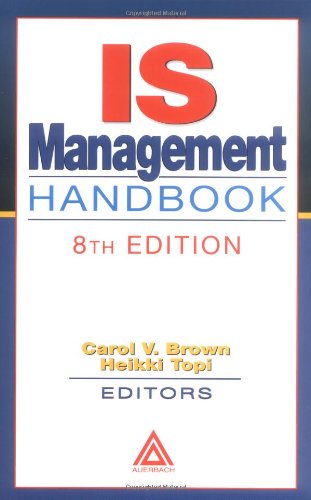 IS
Management
HANDBOOK
8TH EDITION
Carol V. Brown
Heikki Topi
EDITORS
AUERBACH